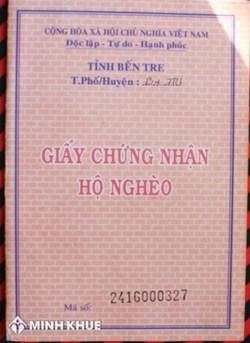 CỘNG HÒA XÃ HỘI CHỦ NGHĨA VIỆT NAM
Độc lập - Tự do - Hạnh phúc
TỈNH BẾN TRE
T.Phố/Huyện :
GIẤY CHỨNG NHẬN
HỘ NGHÈO
Mã số: 2416000327
MINH KHUE